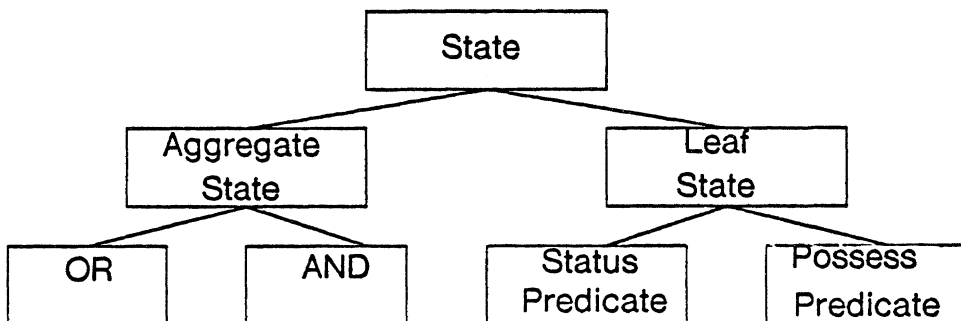 State
Aggregate
State
Leaf
State
OR
AND
Status
Predicate
Possess
Predicate